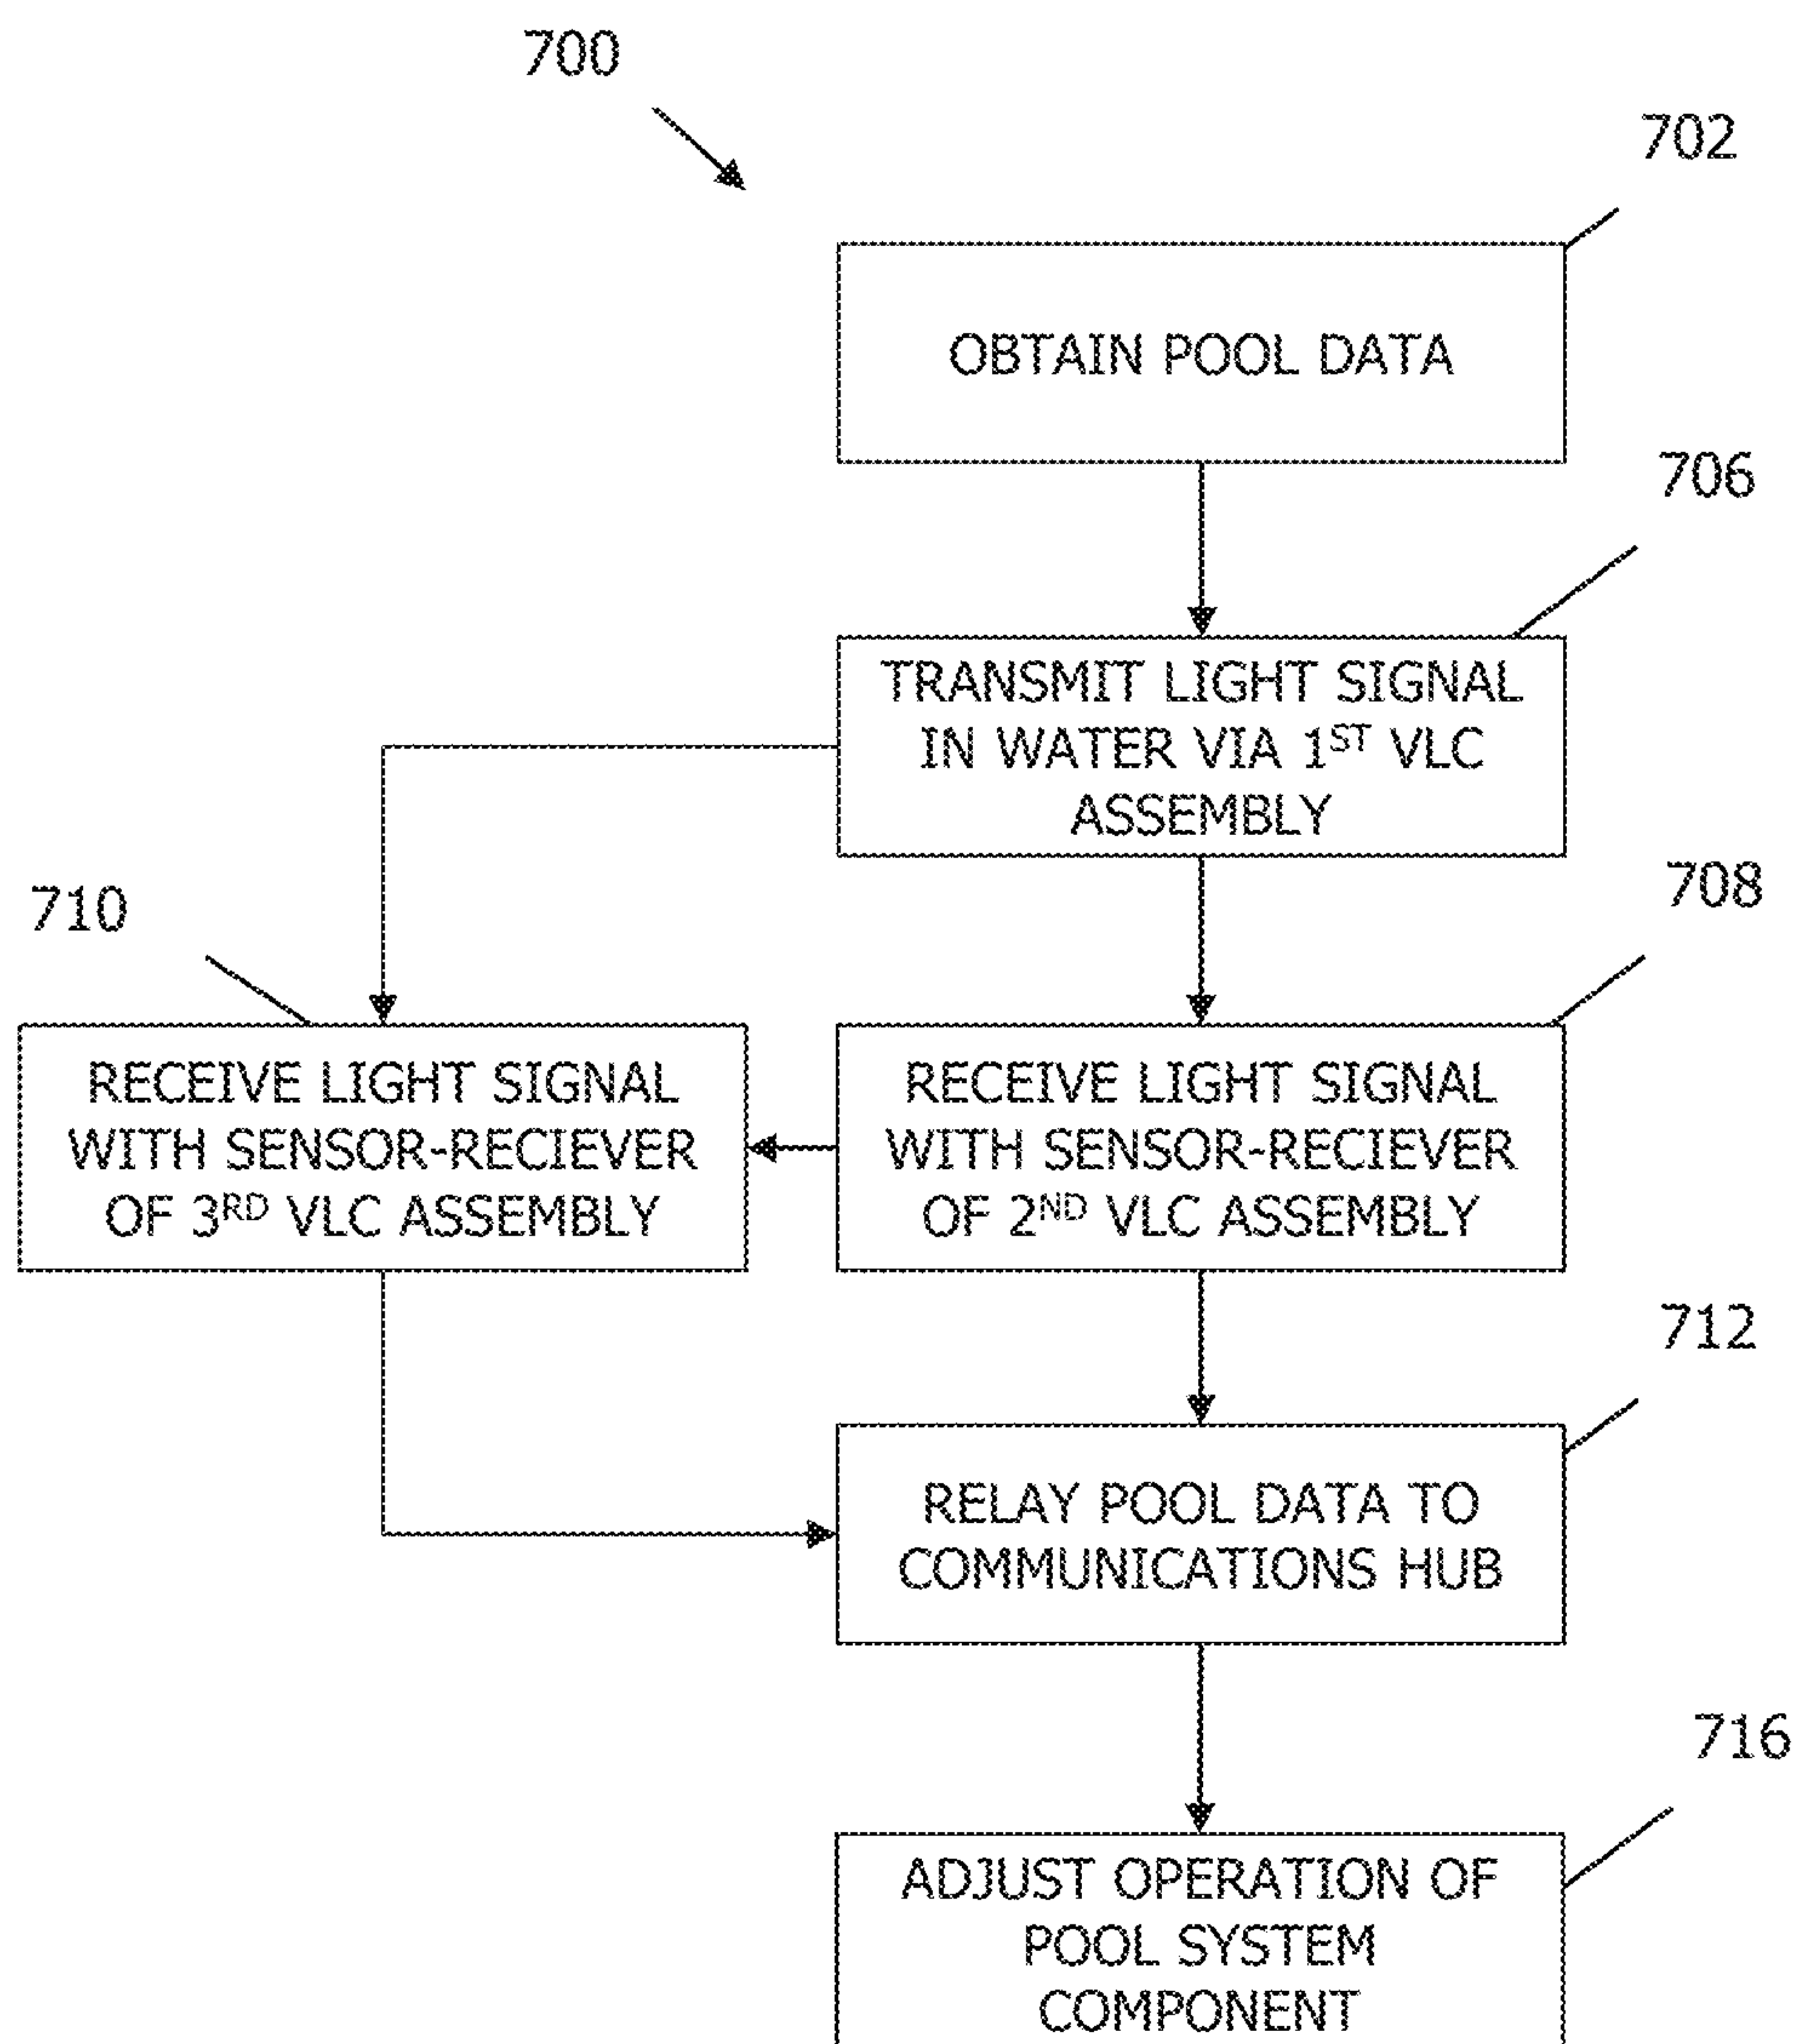 700
702
OBTAIN POOL DATA
706
TRANSMIT LIGHT SIGNAL
IN WATER VIA 1ST VLC
ASSEMBLY
710
708
RECEIVE LIGHT SIGNAL
WITH SENSOR-RECIEVER
OF 3RD VLC ASSEMBLY
RECEIVE LIGHT SIGNAL
WITH SENSOR-RECIEVER
OF 2ND VLC ASSEMBLY
712
RELAY POOL DATA TO
COMMUNICATIONS HUB
716
ADJUST OPERATION OF
POOL SYSTEM
COMPONENT